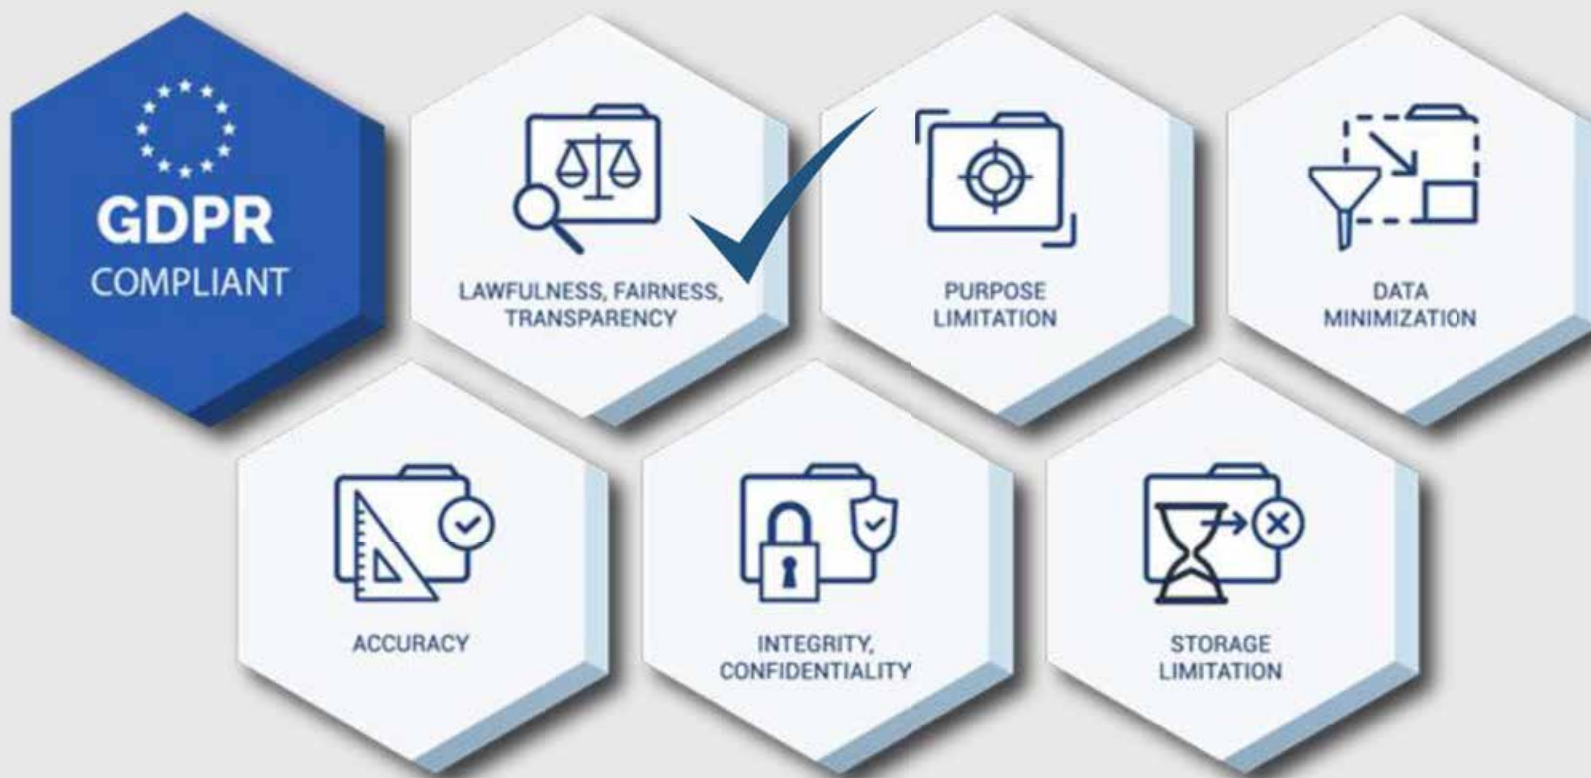 GDPR
COMPLIANT
LAWFULNESS, FAIRNESS,
TRANSPARENCY
PURPOSE
LIMITATION
DATA
MINIMIZATION
ACCURACY
INTEGRITY,
CONFIDENTIALITY
STORAGE
LIMITATION